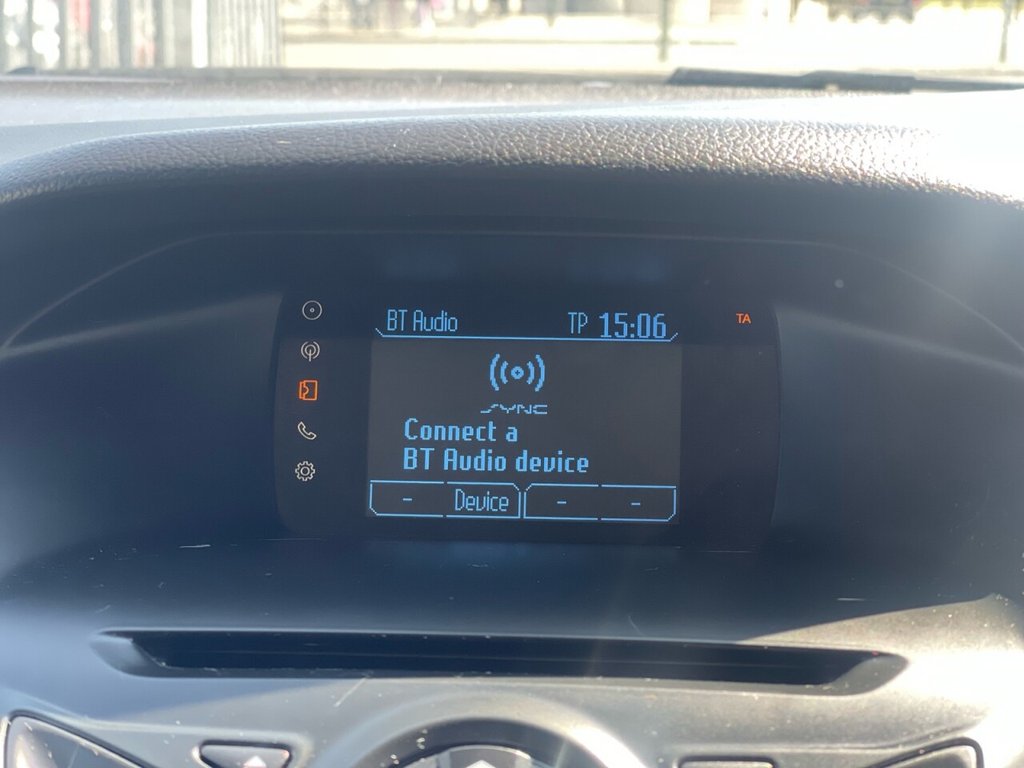 BT Audio TP 15:06 TA
SYNC
Connect a
BT Audio device
- Device - -